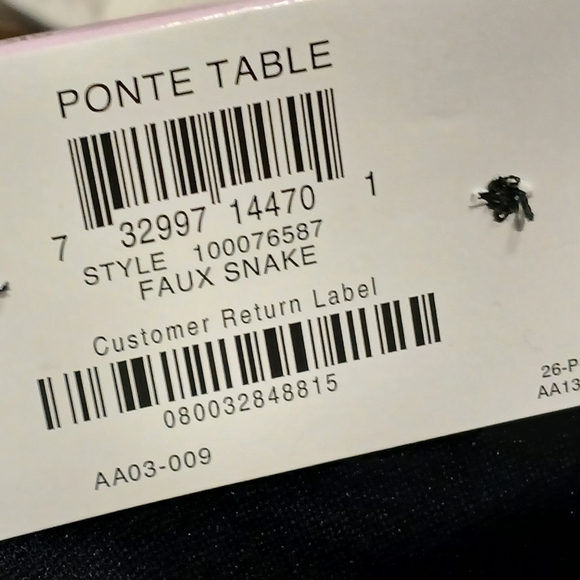 PONTE TABLE
7 32997 14470 1
STYLE 100076587
FAUX SNAKE
Customer Return Label
080032848815
AA03-009
26-P
AA13